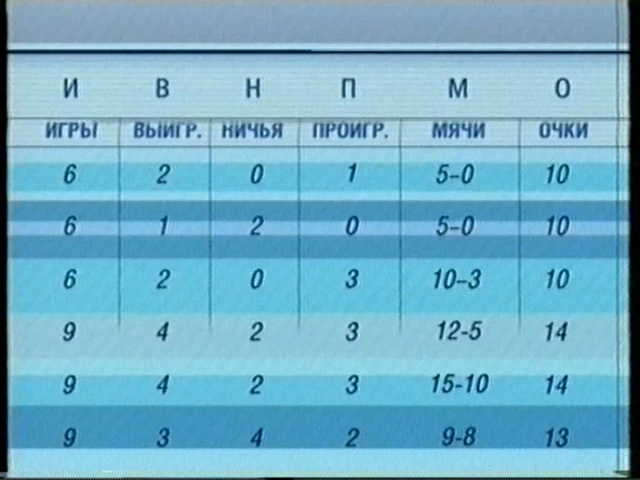 И В Н П М О
ИГРЫ ВЫИГР. НИЧЬЯ ПРОИГР. МЯЧИ ОЧКИ
6 2 0 1 5-0 10
6 1 2 0 5-0 10
6 2 0 3 10-3 10
9 4 2 3 12-5 14
9 4 2 3 15-10 14
9 3 4 2 9-8 13